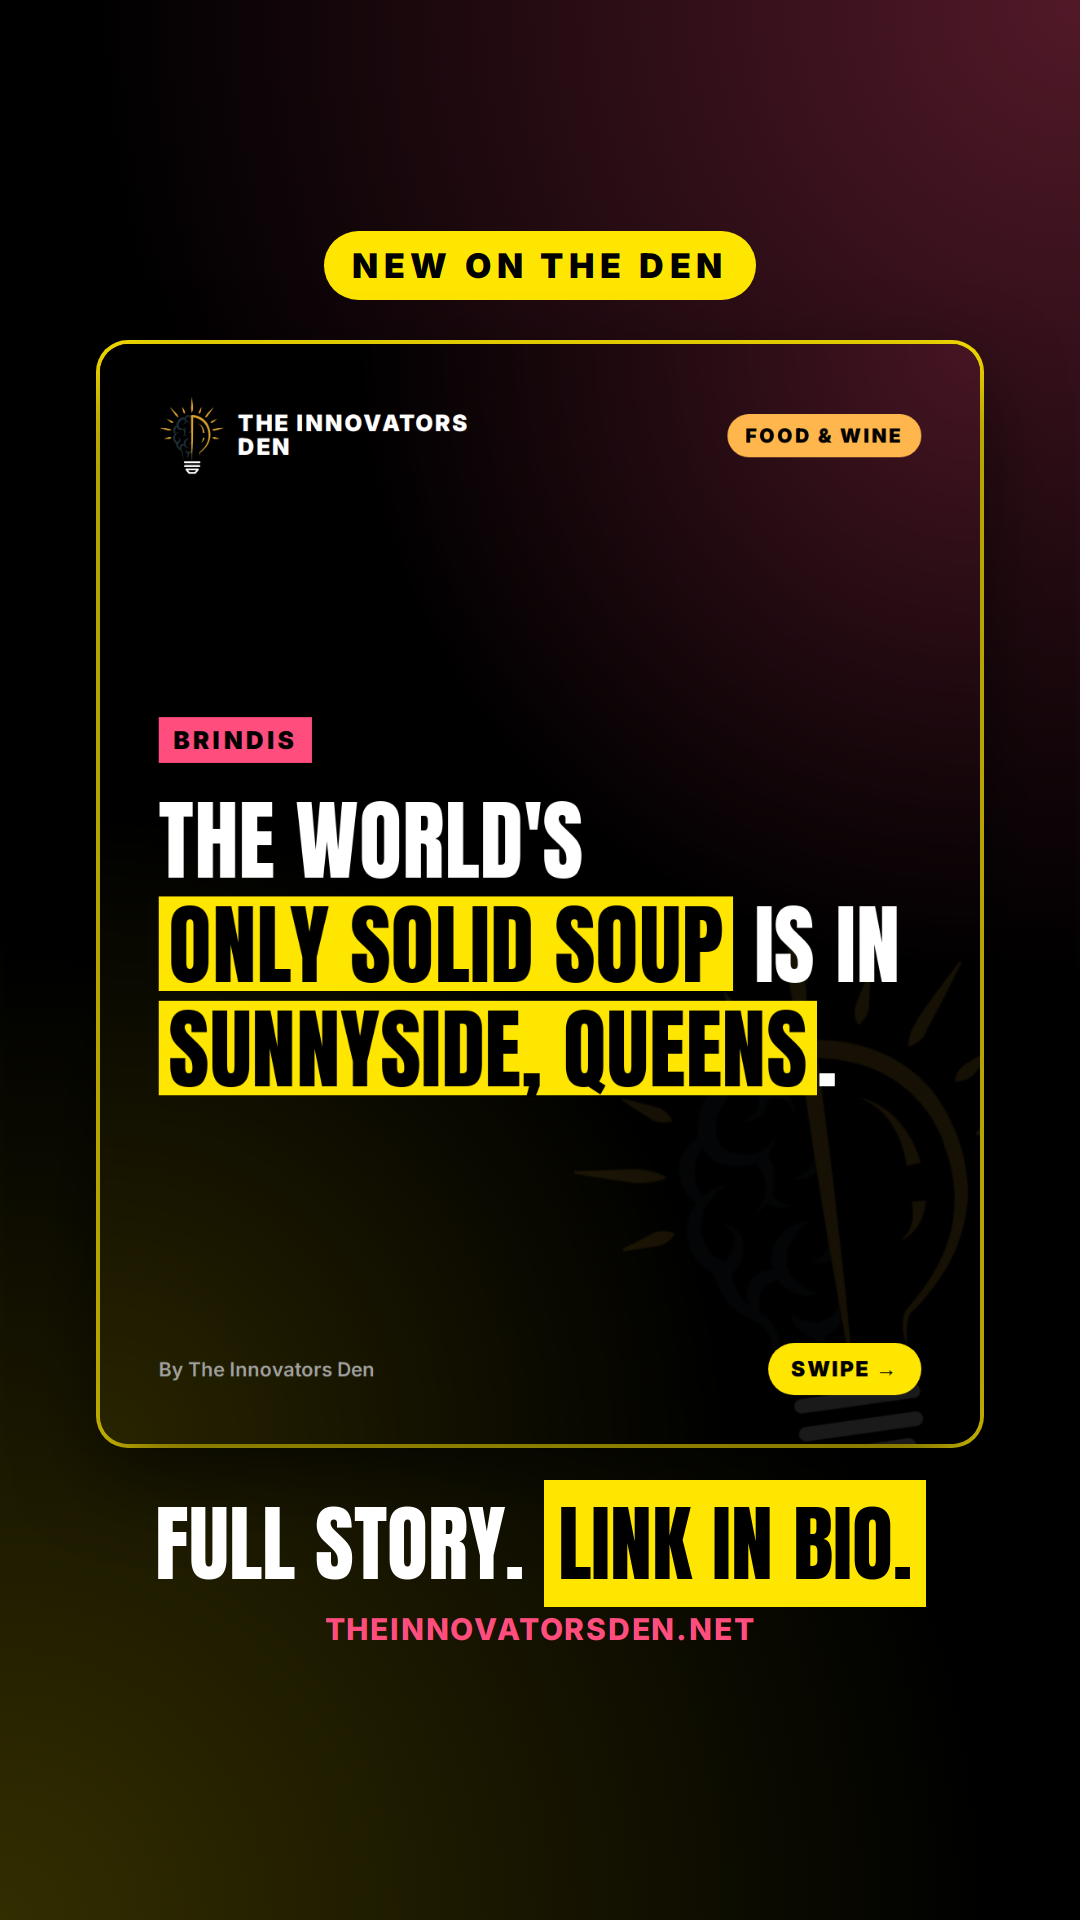 NEW ON THE DEN
THE INNOVATORS
DEN
FOOD & WINE
BRINDIS
THE WORLD'S
ONLY SOLID SOUP IS IN
SUNNYSIDE, QUEENS.
By The Innovators Den
SWIPE →
FULL STORY. LINK IN BIO.
THEINNOVATORSDEN.NET